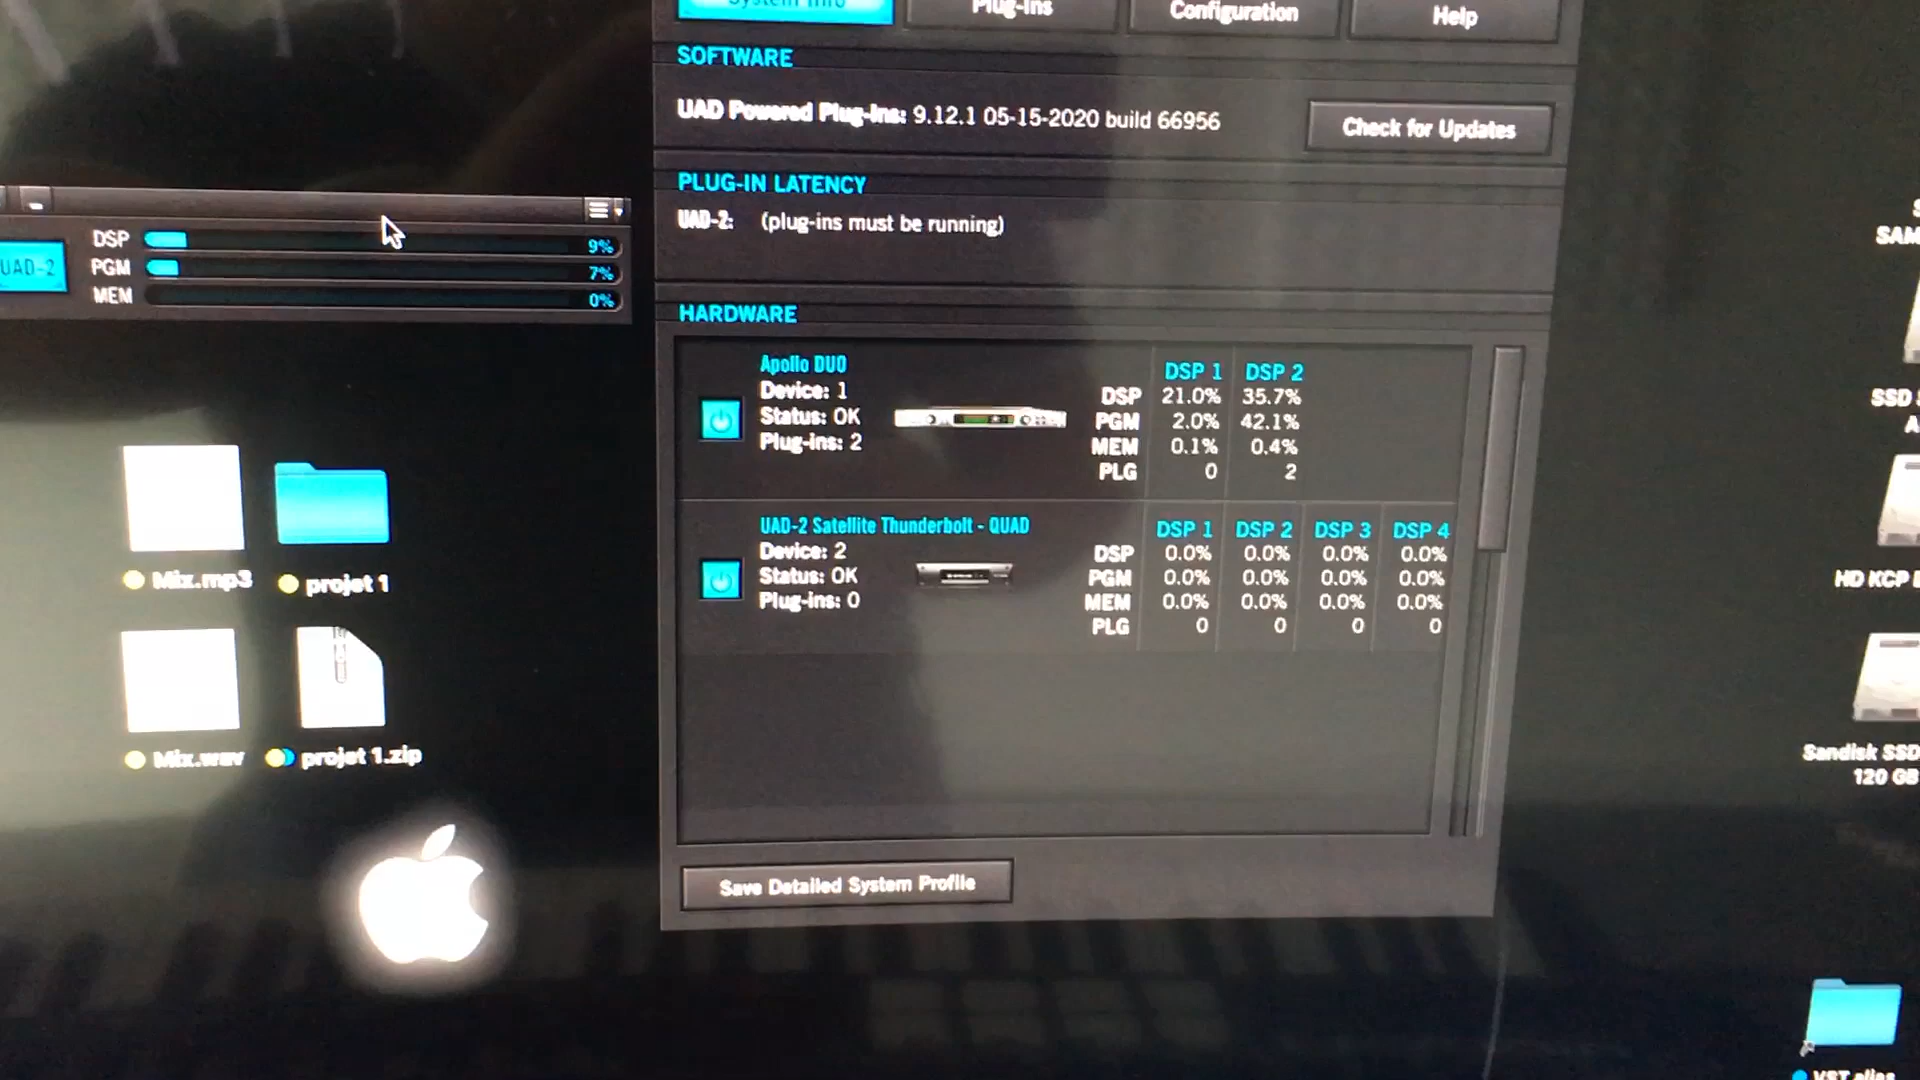 System Info
Plug-Ins
Configuration
Help
SOFTWARE
UAD Powered Plug-Ins: 9.12.1 05-15-2020 build 66956
Check for Updates
PLUG-IN LATENCY
UAD-2: (plug-ins must be running)
UAD-2
DSP 9%
PGM 7%
MEM 0%
HARDWARE
Apollo DUO
Device: 1
Status: OK
Plug-ins: 2
DSP 1 DSP 2
DSP 21.0% 35.7%
PGM 2.0% 42.1%
MEM 0.1% 0.4%
PLG 0 2
UAD-2 Satellite Thunderbolt - QUAD
Device: 2
Status: OK
Plug-ins: 0
DSP 1 DSP 2 DSP 3 DSP 4
DSP 0.0% 0.0% 0.0% 0.0%
PGM 0.0% 0.0% 0.0% 0.0%
MEM 0.0% 0.0% 0.0% 0.0%
PLG 0 0 0 0
Save Detailed System Profile
Mix.mp3
projet 1
Mix.wav
projet 1.zip
SAM
SSD
A
HD KCP
Sandisk SSD
120 GB
VST alias